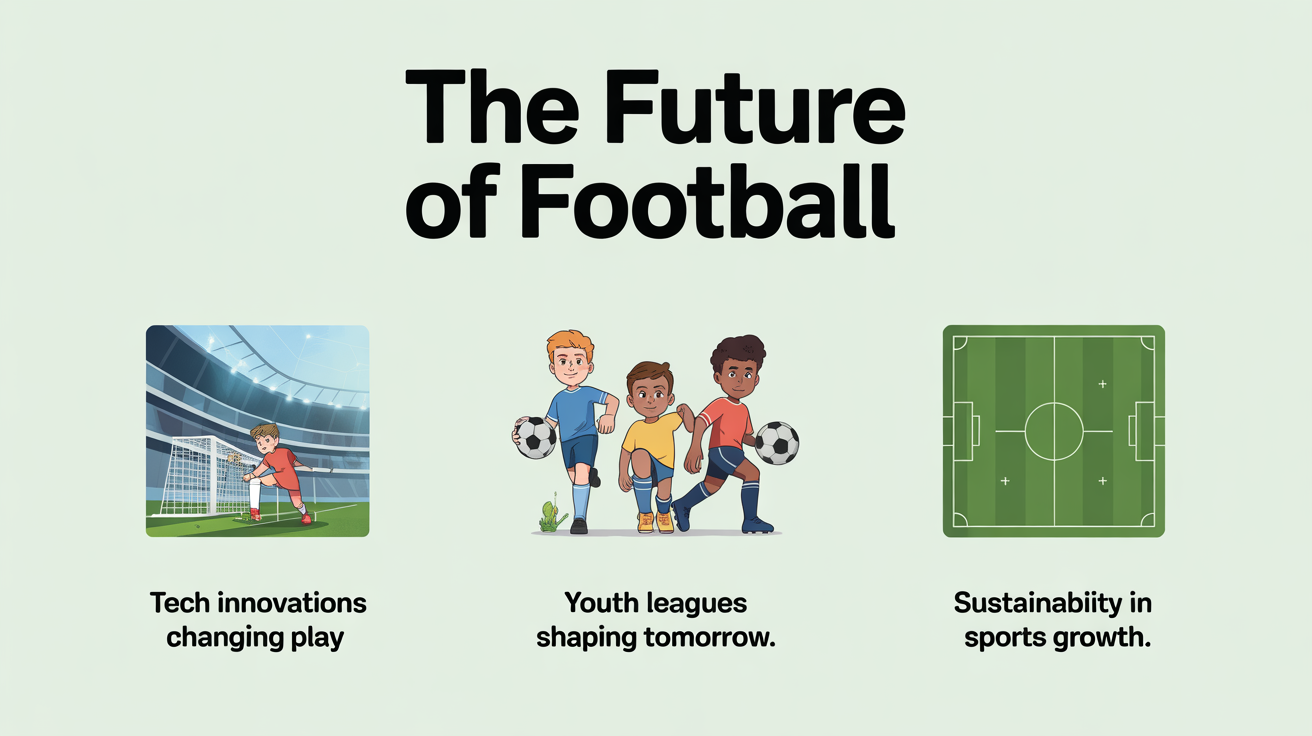 The Future
of Football
Tech innovations
changing play
Youth leagues
shaping tomorrow.
Sustainabiity in
sports growth.